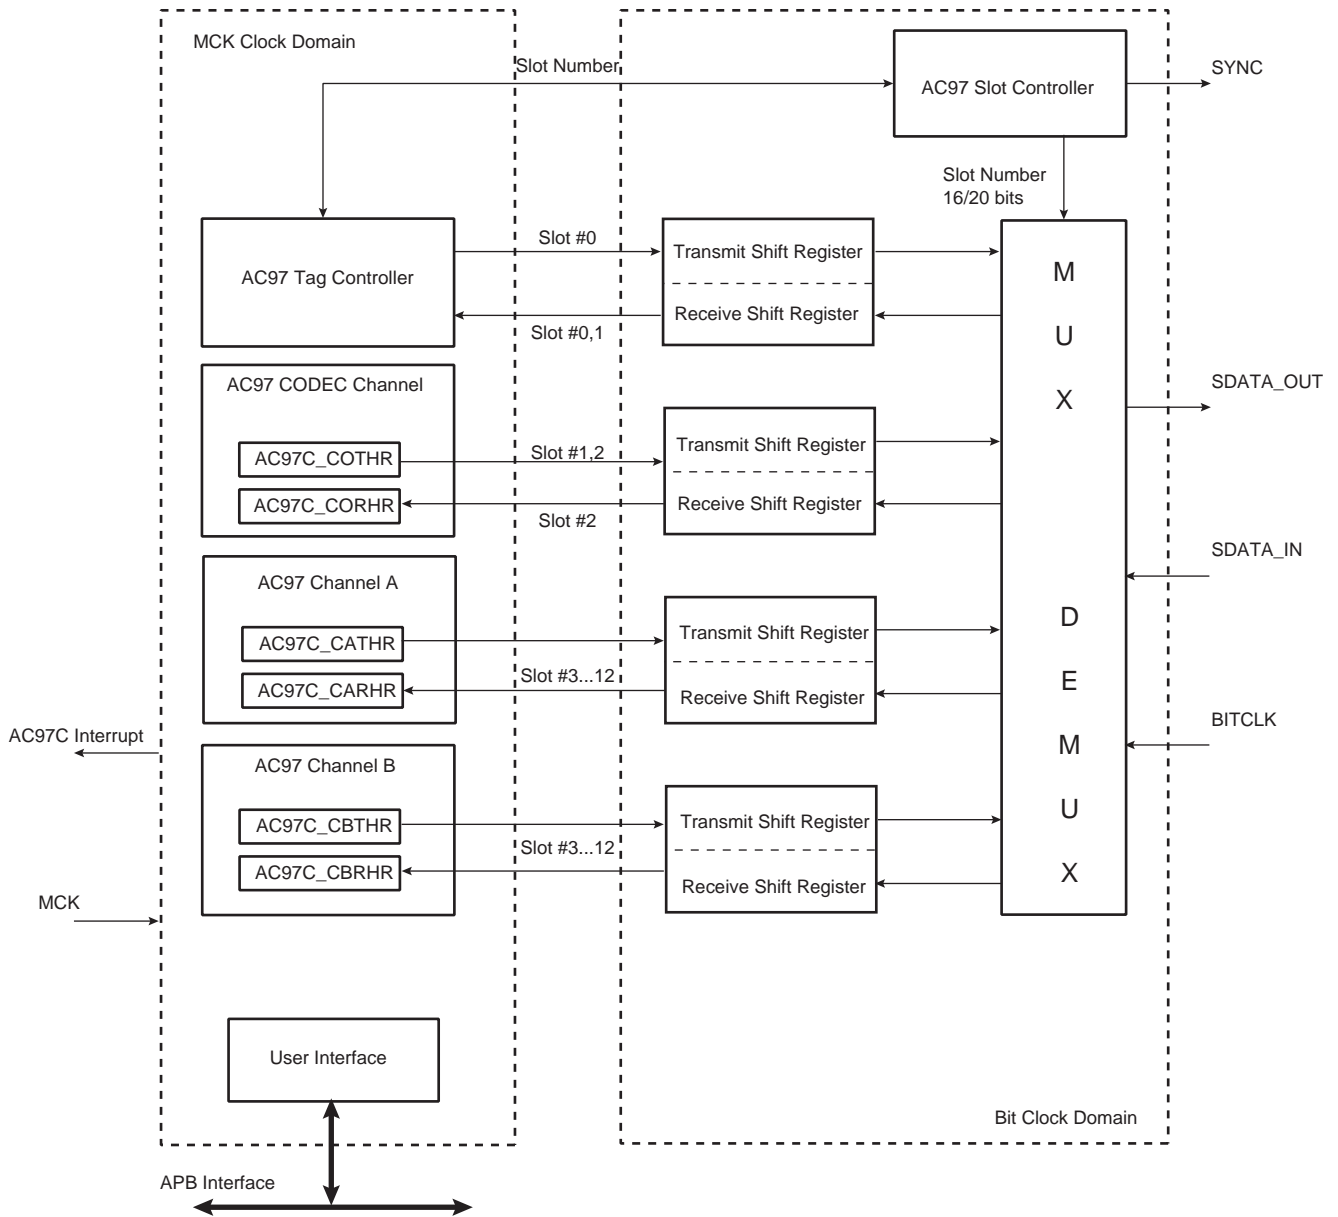 MCK Clock Domain
Slot Number
AC97 Slot Controller
SYNC
Slot Number
16/20 bits
AC97 Tag Controller
Slot #0
Slot #0,1
Transmit Shift Register
Receive Shift Register
AC97 CODEC Channel
AC97C_COTHR
AC97C_CORHR
Slot #1,2
Slot #2
Transmit Shift Register
Receive Shift Register
AC97 Channel A
AC97C_CATHR
AC97C_CARHR
Slot #3...12
Transmit Shift Register
Receive Shift Register
AC97 Channel B
AC97C_CBTHR
AC97C_CBRHR
Slot #3...12
Transmit Shift Register
Receive Shift Register
M
U
X
D
E
M
U
X
SDATA_OUT
SDATA_IN
BITCLK
AC97C Interrupt
MCK
User Interface
Bit Clock Domain
APB Interface